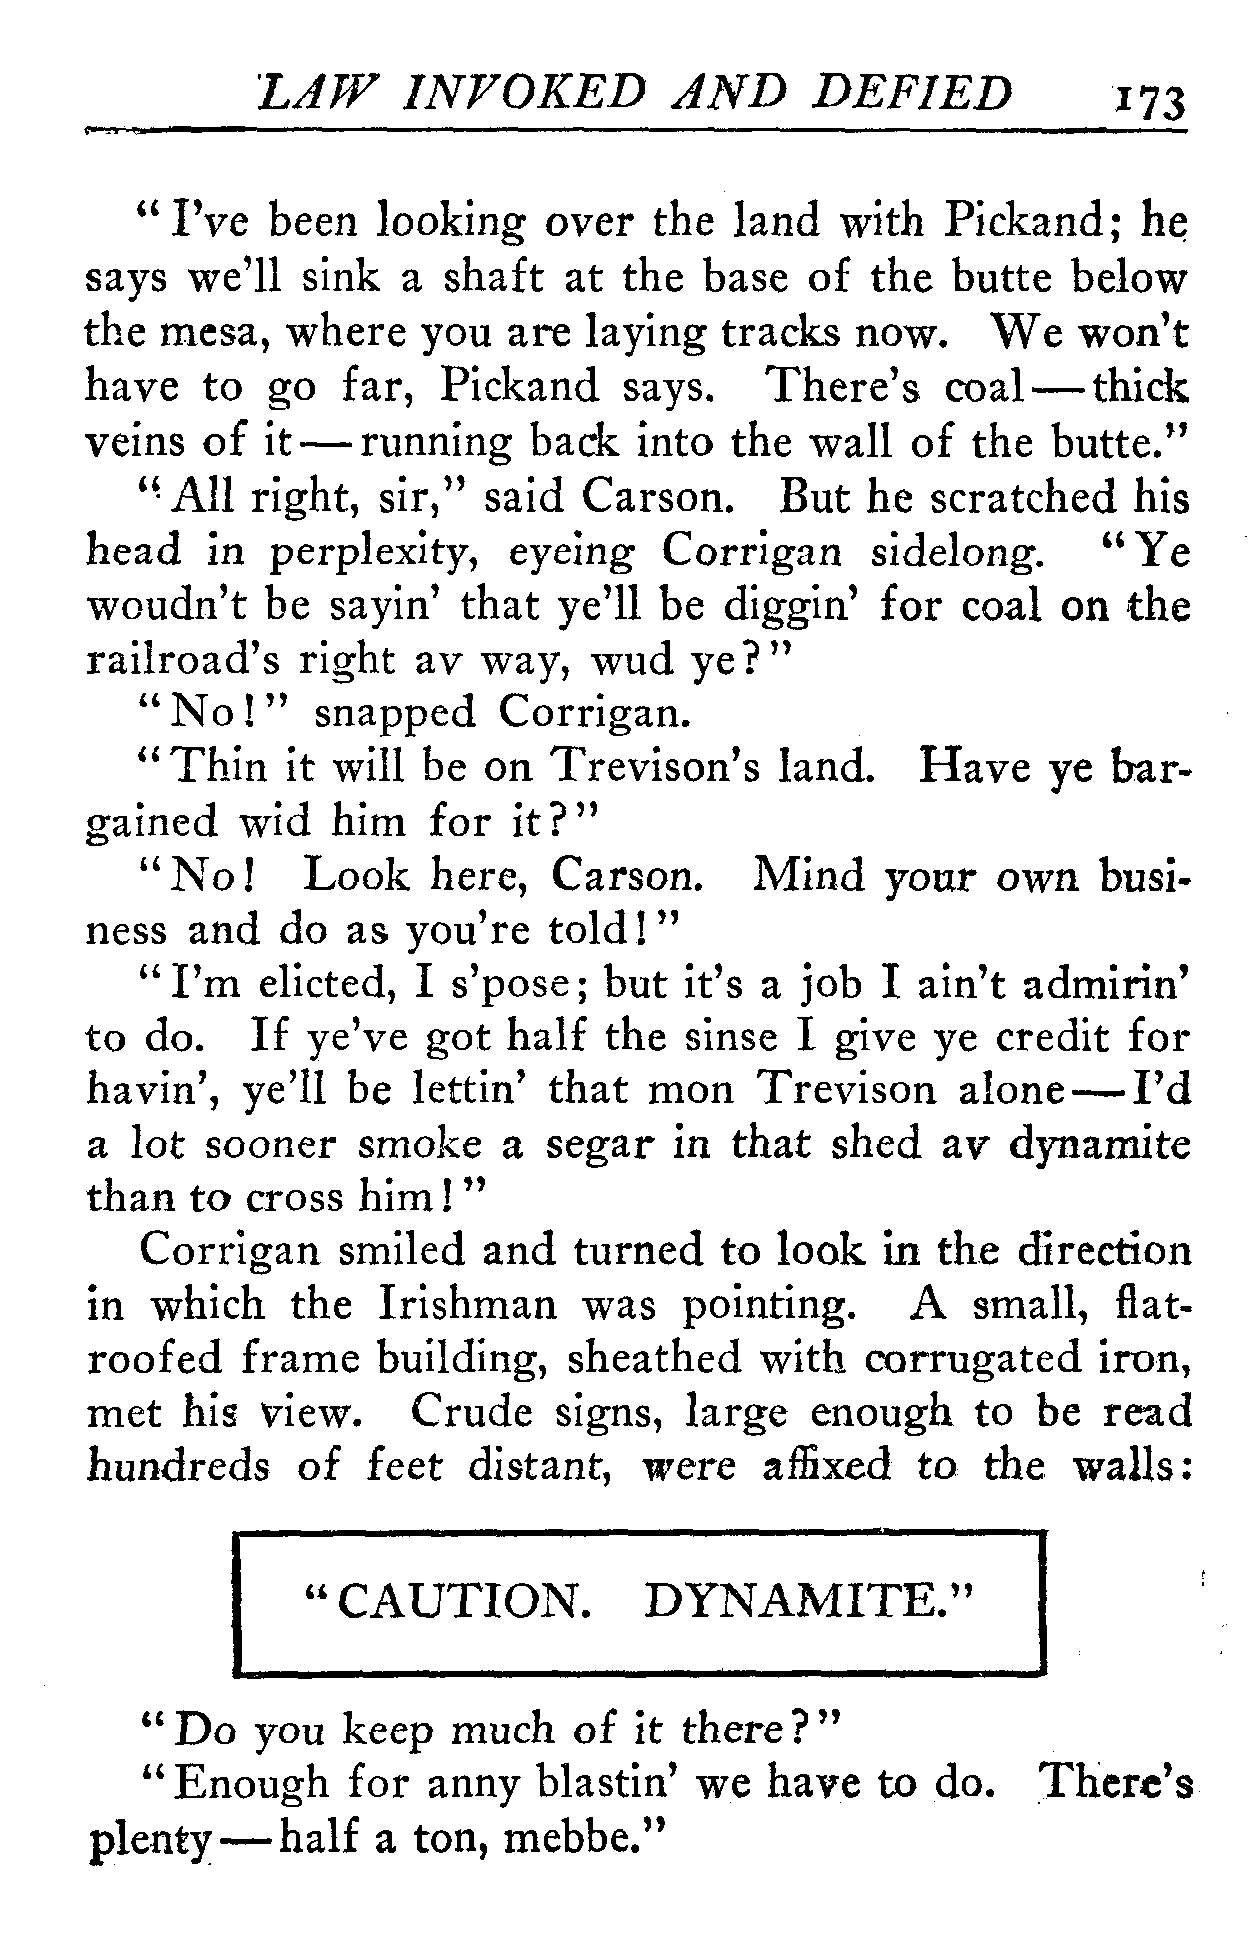 LAW INVOKED AND DEFIED 173
"I've been looking over the land with Pickand; he
says we'll sink a shaft at the base of the butte below
the mesa, where you are laying tracks now. We won't
have to go far, Pickand says. There's coal—thick
veins of it—running back into the wall of the butte."
"All right, sir," said Carson. But he scratched his
head in perplexity, eyeing Corrigan sidelong. "Ye
woudn't be sayin' that ye'll be diggin' for coal on the
railroad's right av way, wud ye?"
"No!" snapped Corrigan.
"Thin it will be on Trevison's land. Have ye bar-
gained wid him for it?"
"No! Look here, Carson. Mind your own busi-
ness and do as you're told!"
"I'm elicted, I s'pose; but it's a job I ain't admirin'
to do. If ye've got half the sinse I give ye credit for
havin', ye'll be lettin' that mon Trevison alone—I'd
a lot sooner smoke a segar in that shed av dynamite
than to cross him!"
Corrigan smiled and turned to look in the direction
in which the Irishman was pointing. A small, flat-
roofed frame building, sheathed with corrugated iron,
met his view. Crude signs, large enough to be read
hundreds of feet distant, were affixed to the walls:
"CAUTION. DYNAMITE."
"Do you keep much of it there?"
"Enough for anny blastin' we have to do. There's
plenty—half a ton, mebbe."